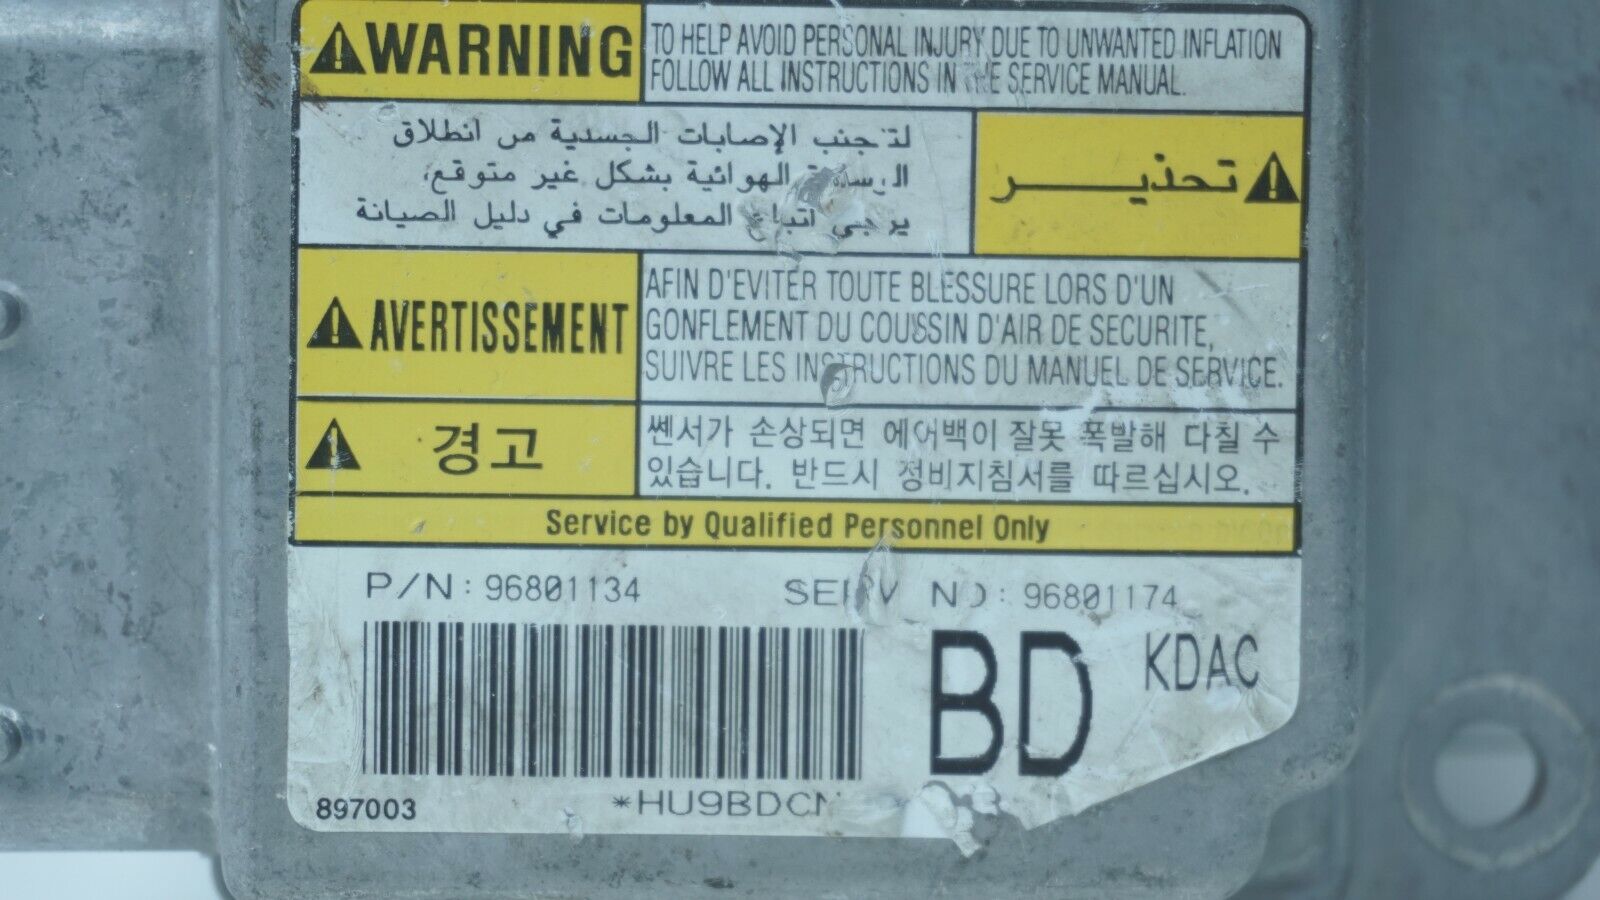 WARNING
TO HELP AVOID PERSONAL INJURY DUE TO UNWANTED INFLATION
FOLLOW ALL INSTRUCTIONS IN THE SERVICE MANUAL.
تحذير
لتجنب الإصابات الجسدية من انطلاق
الهوائية بشكل غير متوقع،
يرجى اتباع المعلومات في دليل الصيانة
AVERTISSEMENT
AFIN D'EVITER TOUTE BLESSURE LORS D'UN
GONFLEMENT DU COUSSIN D'AIR DE SECURITE,
SUIVRE LES INSTRUCTIONS DU MANUEL DE SERVICE.
경고
쎈서가 손상되면 에어백이 잘못 폭발해 다칠 수
있습니다. 반드시 정비지침서를 따르십시오.
Service by Qualified Personnel Only
P/N: 96801134 SERV NO: 96801174
BD KDAC
897003